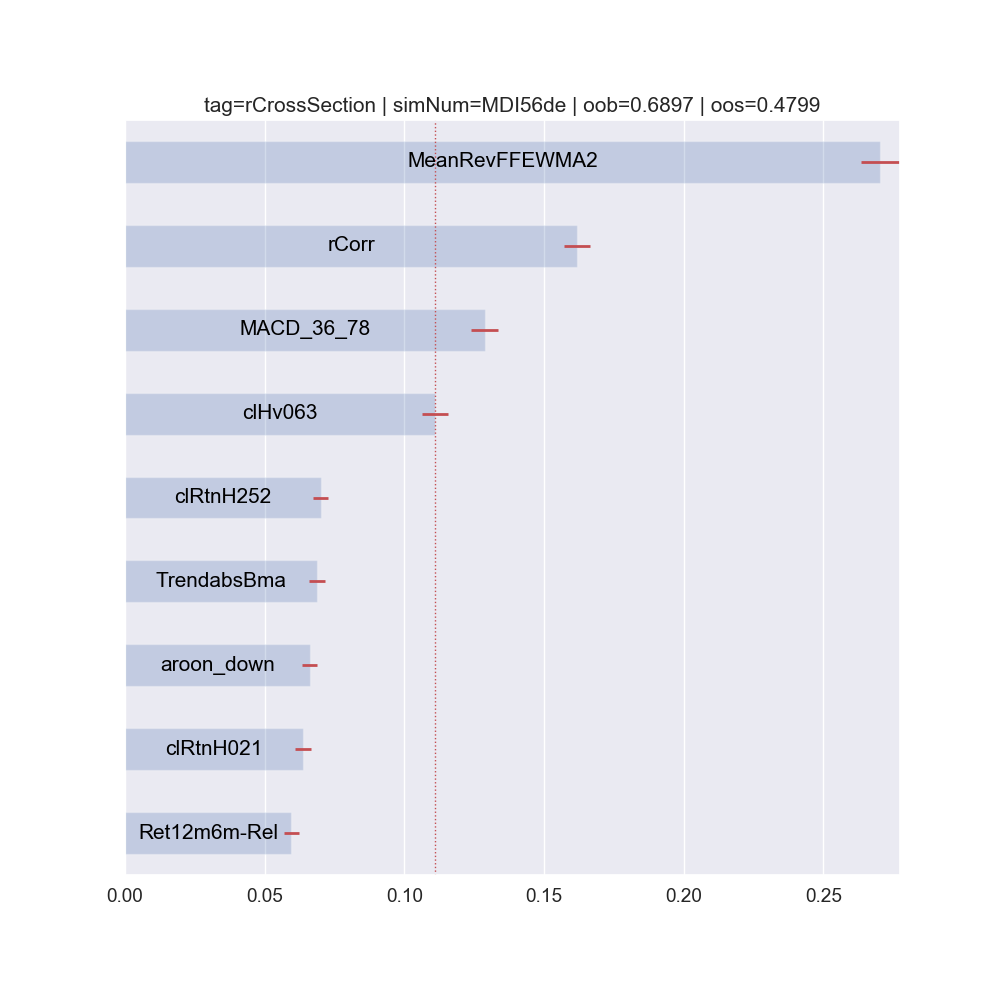 tag=rCrossSection | simNum=MDI56de | oob=0.6897 | oos=0.4799
MeanRevFFEWMA2
rCorr
MACD_36_78
clHv063
clRtnH252
TrendabsBma
aroon_down
clRtnH021
Ret12m6m-Rel
0.00 0.05 0.10 0.15 0.20 0.25